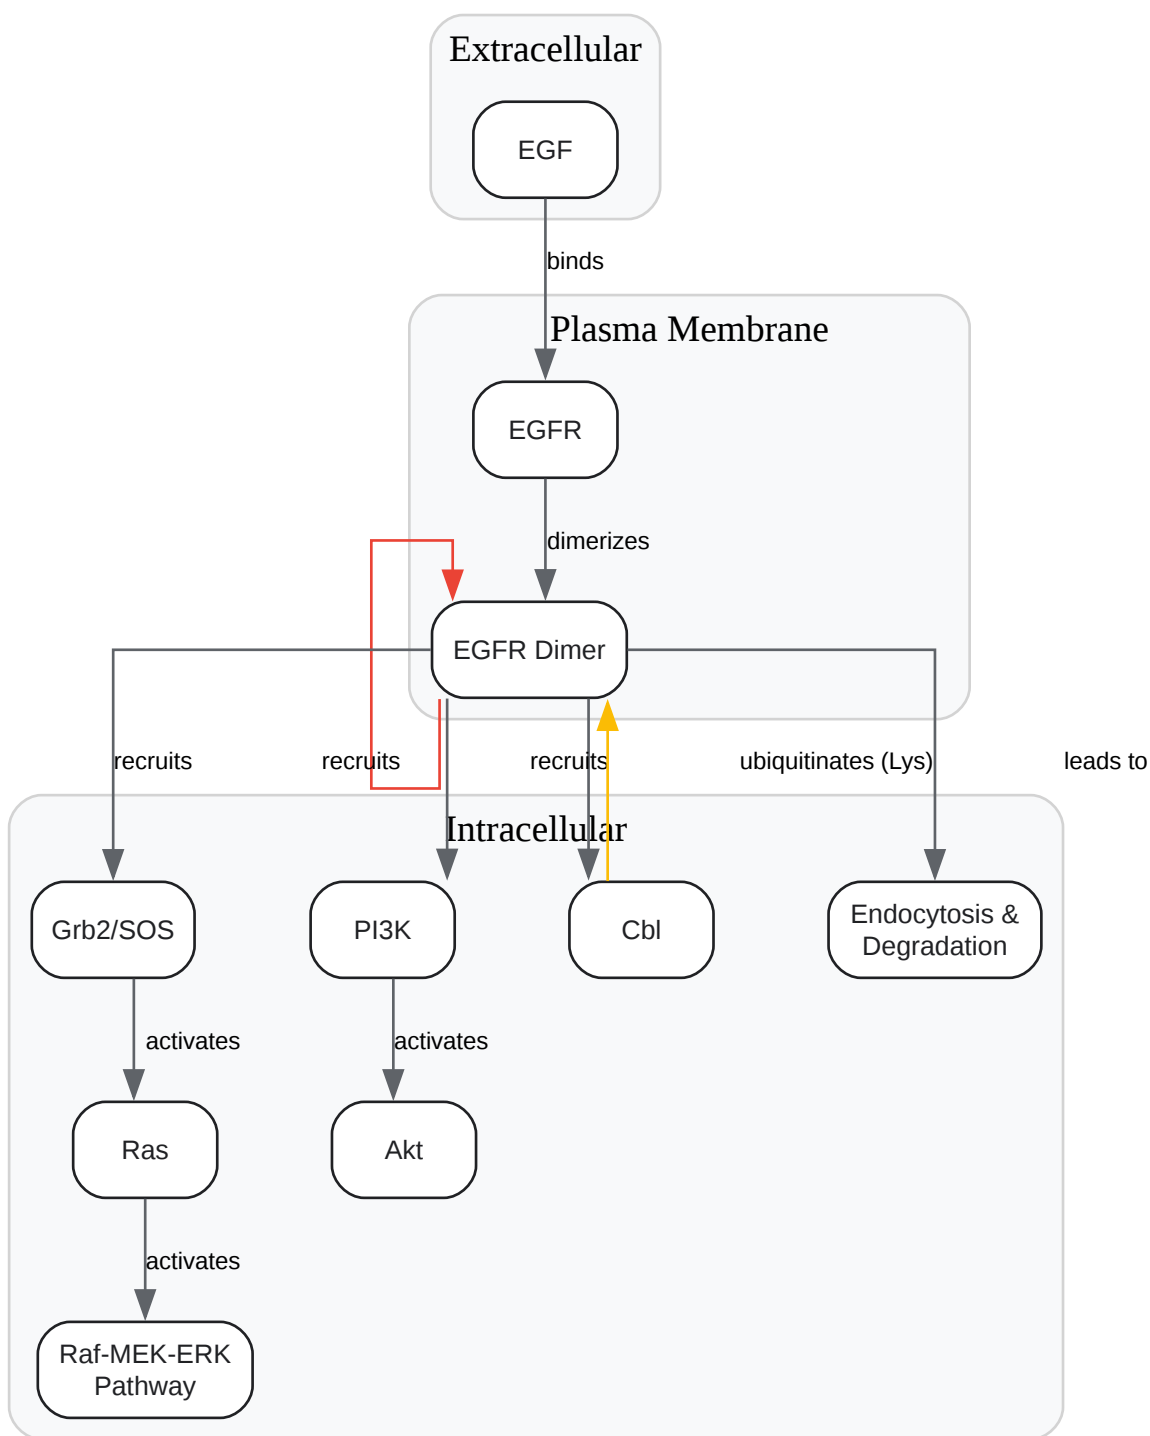 Extracellular
EGF
binds
Plasma Membrane
EGFR
dimerizes
EGFR Dimer
recruits
recruits
recruits
ubiquitinates (Lys)
leads to
Intracellular
Grb2/SOS
PI3K
Cbl
Endocytosis &
Degradation
activates
activates
Ras
Akt
activates
Raf-MEK-ERK
Pathway